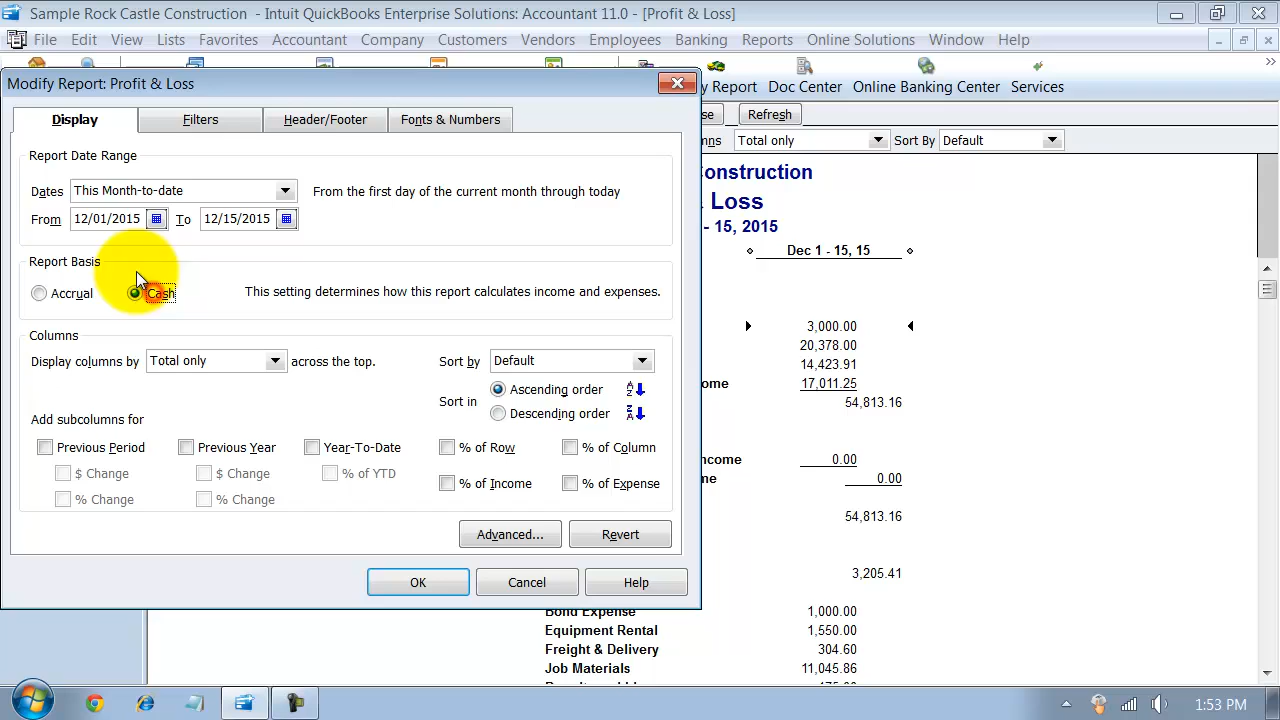 Sample Rock Castle Construction - Intuit QuickBooks Enterprise Solutions: Accountant 11.0 - [Profit & Loss]
File Edit View Lists Favorites Accountant Company Customers Vendors Employees Banking Reports Online Solutions Window Help
y Report Doc Center Online Banking Center Services
Modify Report: Profit & Loss
Display Filters Header/Footer Fonts & Numbers
se Refresh
ns Total only Sort By Default
Report Date Range
Dates This Month-to-date From the first day of the current month through today
From 12/01/2015 To 12/15/2015
Report Basis
Accrual Cash This setting determines how this report calculates income and expenses.
Columns
Display columns by Total only across the top. Sort by Default
Sort in Ascending order
Descending order
Add subcolumns for
Previous Period Previous Year Year-To-Date % of Row % of Column
$ Change $ Change % of YTD
% of Income % of Expense
% Change % Change
Advanced... Revert
OK Cancel Help
onstruction
Loss
- 15, 2015
Dec 1 - 15, 15
3,000.00
20,378.00
14,423.91
ome 17,011.25
54,813.16
ncome 0.00
me 0.00
54,813.16
3,205.41
Bond Expense 1,000.00
Equipment Rental 1,550.00
Freight & Delivery 304.60
Job Materials 11,045.86
1:53 PM